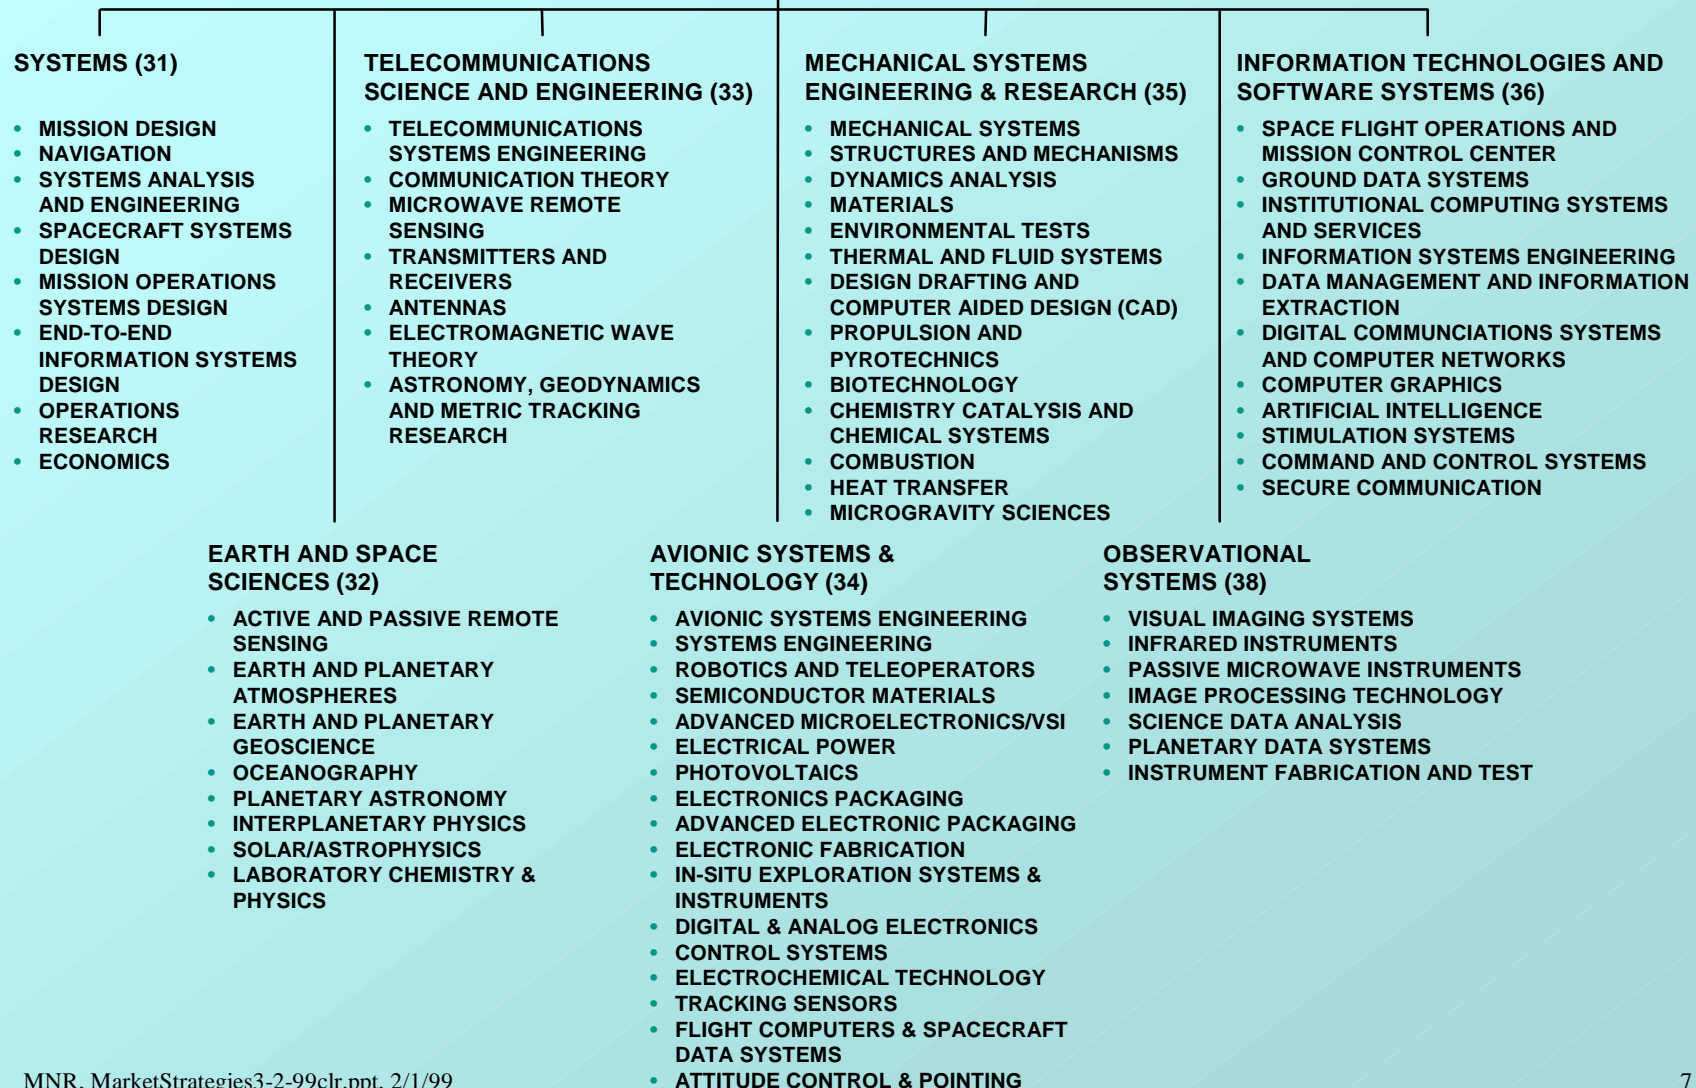 SYSTEMS (31)
• MISSION DESIGN
• NAVIGATION
• SYSTEMS ANALYSIS
AND ENGINEERING
• SPACECRAFT SYSTEMS
DESIGN
• MISSION OPERATIONS
SYSTEMS DESIGN
• END-TO-END
INFORMATION SYSTEMS
DESIGN
• OPERATIONS
RESEARCH
• ECONOMICS
TELECOMMUNICATIONS
SCIENCE AND ENGINEERING (33)
• TELECOMMUNICATIONS
SYSTEMS ENGINEERING
• COMMUNICATION THEORY
• MICROWAVE REMOTE
SENSING
• TRANSMITTERS AND
RECEIVERS
• ANTENNAS
• ELECTROMAGNETIC WAVE
THEORY
• ASTRONOMY, GEODYNAMICS
AND METRIC TRACKING
RESEARCH
MECHANICAL SYSTEMS
ENGINEERING & RESEARCH (35)
• MECHANICAL SYSTEMS
• STRUCTURES AND MECHANISMS
• DYNAMICS ANALYSIS
• MATERIALS
• ENVIRONMENTAL TESTS
• THERMAL AND FLUID SYSTEMS
• DESIGN DRAFTING AND
COMPUTER AIDED DESIGN (CAD)
• PROPULSION AND
PYROTECHNICS
• BIOTECHNOLOGY
• CHEMISTRY CATALYSIS AND
CHEMICAL SYSTEMS
• COMBUSTION
• HEAT TRANSFER
• MICROGRAVITY SCIENCES
INFORMATION TECHNOLOGIES AND
SOFTWARE SYSTEMS (36)
• SPACE FLIGHT OPERATIONS AND
MISSION CONTROL CENTER
• GROUND DATA SYSTEMS
• INSTITUTIONAL COMPUTING SYSTEMS
AND SERVICES
• INFORMATION SYSTEMS ENGINEERING
• DATA MANAGEMENT AND INFORMATION
EXTRACTION
• DIGITAL COMMUNCIATIONS SYSTEMS
AND COMPUTER NETWORKS
• COMPUTER GRAPHICS
• ARTIFICIAL INTELLIGENCE
• STIMULATION SYSTEMS
• COMMAND AND CONTROL SYSTEMS
• SECURE COMMUNICATION
EARTH AND SPACE
SCIENCES (32)
• ACTIVE AND PASSIVE REMOTE
SENSING
• EARTH AND PLANETARY
ATMOSPHERES
• EARTH AND PLANETARY
GEOSCIENCE
• OCEANOGRAPHY
• PLANETARY ASTRONOMY
• INTERPLANETARY PHYSICS
• SOLAR/ASTROPHYSICS
• LABORATORY CHEMISTRY &
PHYSICS
AVIONIC SYSTEMS &
TECHNOLOGY (34)
• AVIONIC SYSTEMS ENGINEERING
• SYSTEMS ENGINEERING
• ROBOTICS AND TELEOPERATORS
• SEMICONDUCTOR MATERIALS
• ADVANCED MICROELECTRONICS/VSI
• ELECTRICAL POWER
• PHOTOVOLTAICS
• ELECTRONICS PACKAGING
• ADVANCED ELECTRONIC PACKAGING
• ELECTRONIC FABRICATION
• IN-SITU EXPLORATION SYSTEMS &
INSTRUMENTS
• DIGITAL & ANALOG ELECTRONICS
• CONTROL SYSTEMS
• ELECTROCHEMICAL TECHNOLOGY
• TRACKING SENSORS
• FLIGHT COMPUTERS & SPACECRAFT
DATA SYSTEMS
• ATTITUDE CONTROL & POINTING
OBSERVATIONAL
SYSTEMS (38)
• VISUAL IMAGING SYSTEMS
• INFRARED INSTRUMENTS
• PASSIVE MICROWAVE INSTRUMENTS
• IMAGE PROCESSING TECHNOLOGY
• SCIENCE DATA ANALYSIS
• PLANETARY DATA SYSTEMS
• INSTRUMENT FABRICATION AND TEST
MNR, MarketStrategies3-2-99clr.ppt, 2/1/99
7